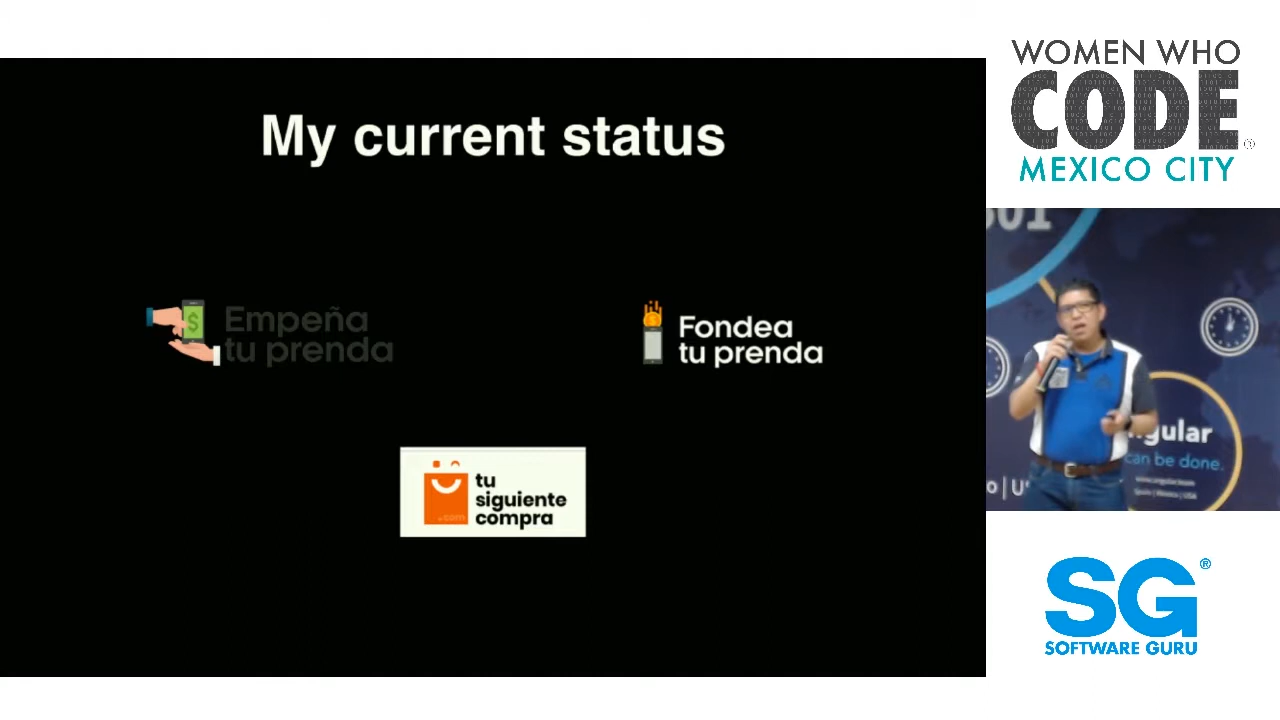 My current status
Empeña
tu prenda
Fondea
tu prenda
tu
siguiente
compra
.com
WOMEN WHO
CODE
MEXICO CITY
can be done.
SG
SOFTWARE GURU